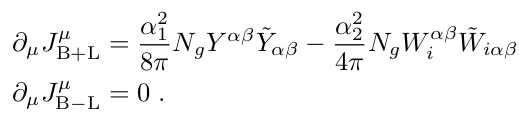 ∂_μ J^μ_{B+L} = \frac{α_1^2}{8π} N_g Y^{αβ} \tilde{Y}_{αβ} − \frac{α_2^2}{4π} N_g W_i^{αβ} \tilde{W}_{iαβ}
∂_μ J^μ_{B−L} = 0 .